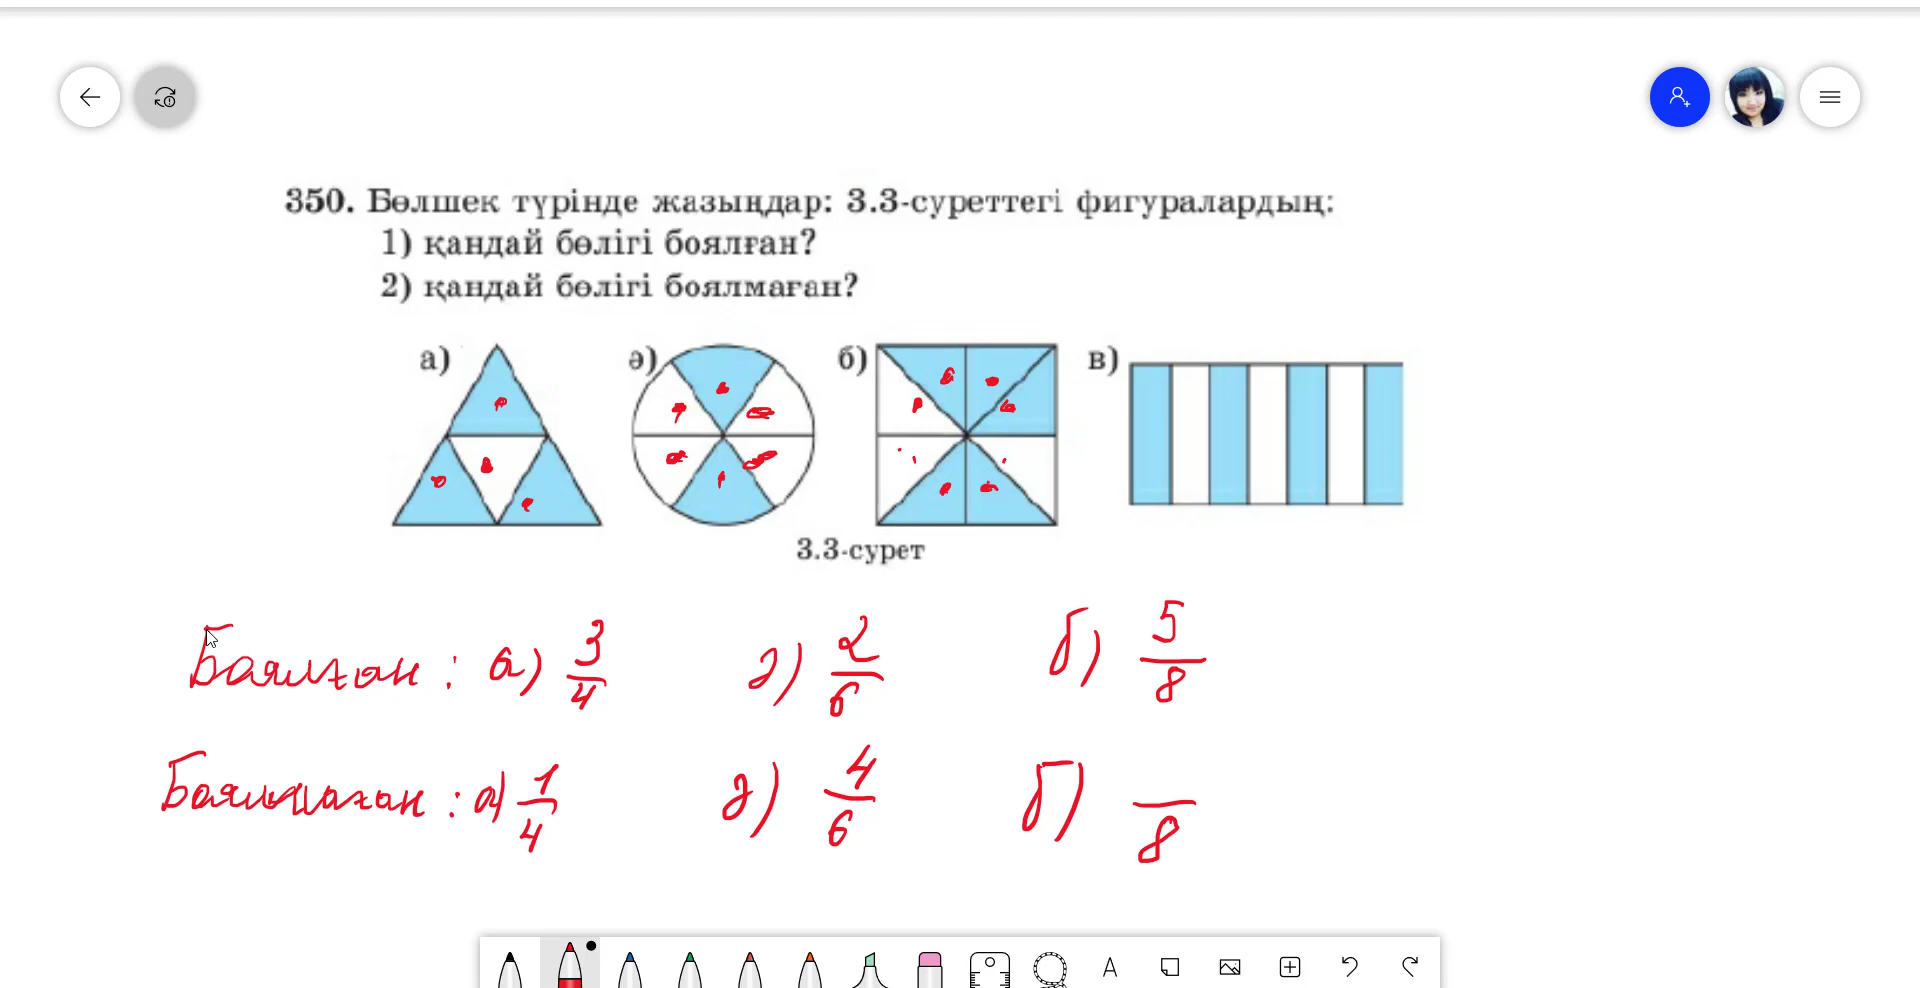 350. Бөлшек түрінде жазыңдар: 3.3-суреттегі фигуралардың:
1) қандай бөлігі боялған?
2) қандай бөлігі боялмаған?
а) ә) б) в)
3.3-сурет
Боялған: а) 3/4 ә) 2/6 б) 5/8
Боялмаған: а) 1/4 ә) 4/6 б) /8
A